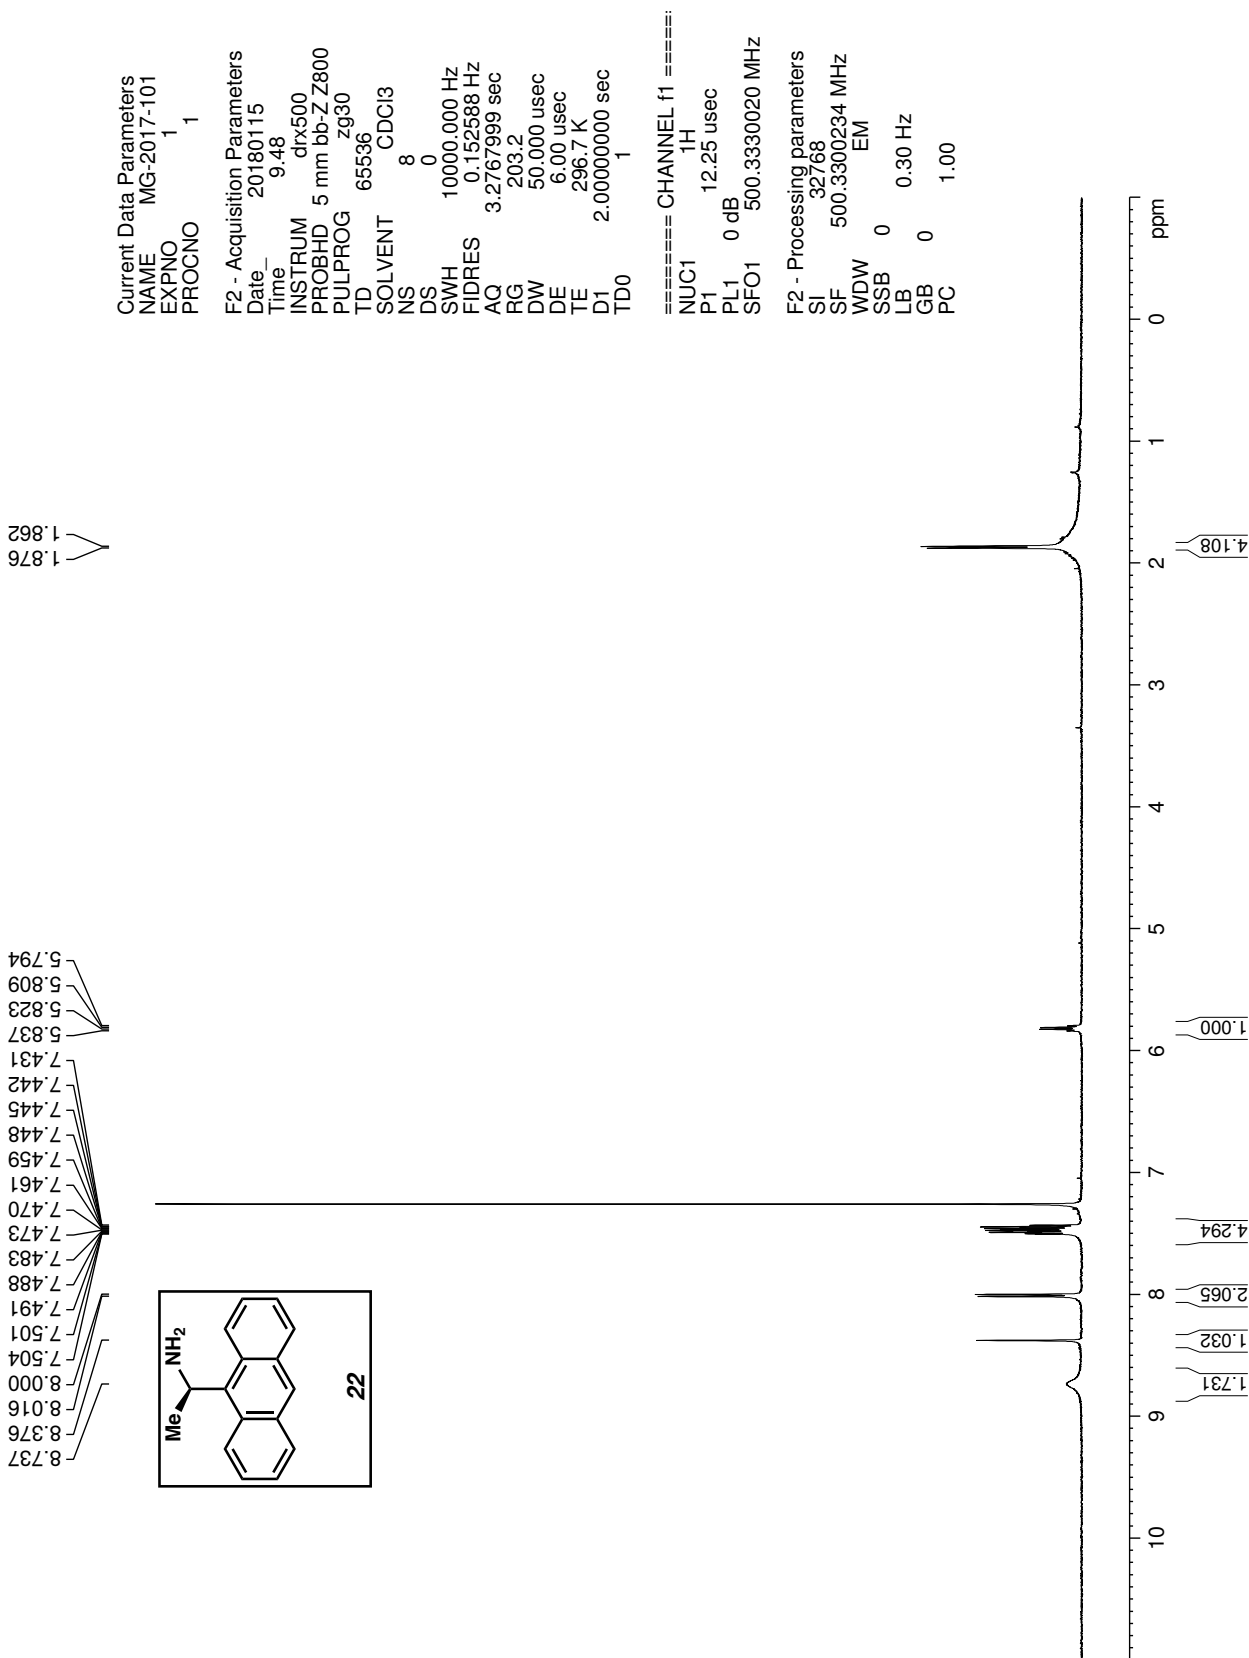 Current Data Parameters
NAME MG-2017-101
EXPNO 1
PROCNO 1
F2 - Acquisition Parameters
Date_ 20180115
Time 9.48
INSTRUM drx500
PROBHD 5 mm bb-Z Z800
PULPROG zg30
TD 65536
SOLVENT CDCl3
NS 8
DS 0
SWH 10000.000 Hz
FIDRES 0.152588 Hz
AQ 3.2767999 sec
RG 203.2
DW 50.000 usec
DE 6.00 usec
TE 296.7 K
D1 2.00000000 sec
TD0 1
======== CHANNEL f1 =====
NUC1 1H
P1 12.25 usec
PL1 0 dB
SFO1 500.3330020 MHz
F2 - Processing parameters
SI 32768
SF 500.3300234 MHz
WDW EM
SSB 0
LB 0.30 Hz
GB 0
PC 1.00
8.737
8.376
8.016
8.000
7.504
7.501
7.491
7.488
7.483
7.473
7.470
7.461
7.459
7.448
7.445
7.442
7.431
5.837
5.823
5.809
5.794
1.876
1.862
Me
NH2
22
10 9 8 7 6 5 4 3 2 1 0 ppm
1.731
1.032
2.065
4.294
1.000
4.108